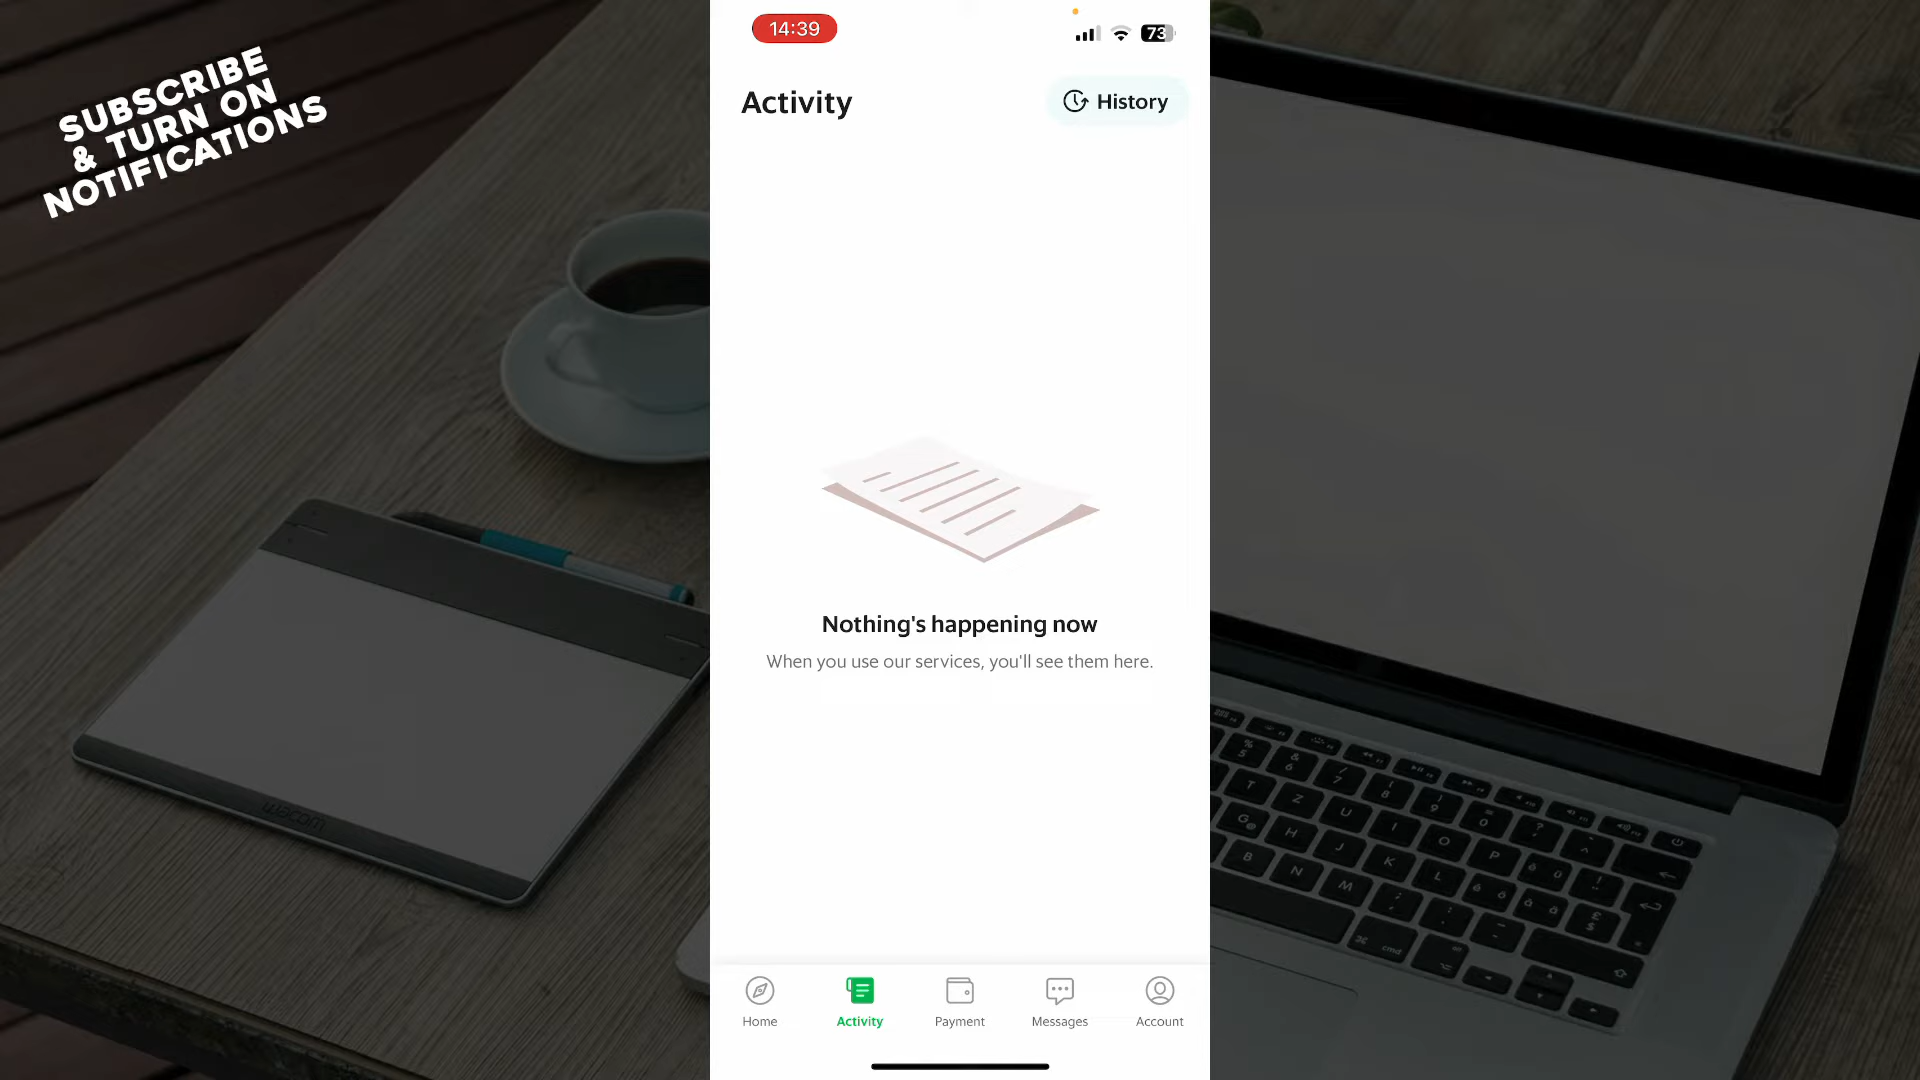 SUBSCRIBE
& TURN ON
NOTIFICATIONS
14:39
73
Activity
History
Nothing's happening now
When you use our services, you'll see them here.
Home
Activity
Payment
Messages
Account
wacom